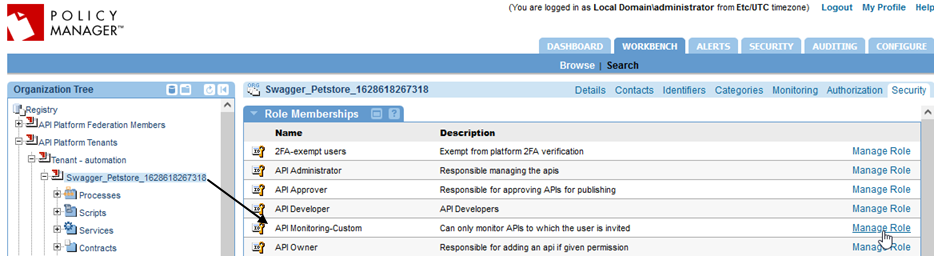 POLICY
MANAGER™
(You are logged in as Local Domain\administrator from Etc/UTC timezone) Logout My Profile Help
DASHBOARD WORKBENCH ALERTS SECURITY AUDITING CONFIGURE
Browe | Search
Organization Tree
Registry
API Platform Federation Members
API Platform Tenants
Tenant - automation
Swagger_Petstore_1628618267318
Processes
Scripts
Services
Contracts
ORG Swagger_Petstore_1628618267318 Details Contacts Identifiers Categories Monitoring Authorization Security
Role Memberships
Name Description
2FA-exempt users Exempt from platform 2FA verification Manage Role
API Administrator Responsible managing the apis Manage Role
API Approver Responsible for approving APIs for publishing Manage Role
API Developer API Developers Manage Role
API Monitoring-Custom Can only monitor APIs to which the user is invited Manage Role
API Owner Responsible for adding an api if given permission Manage Role